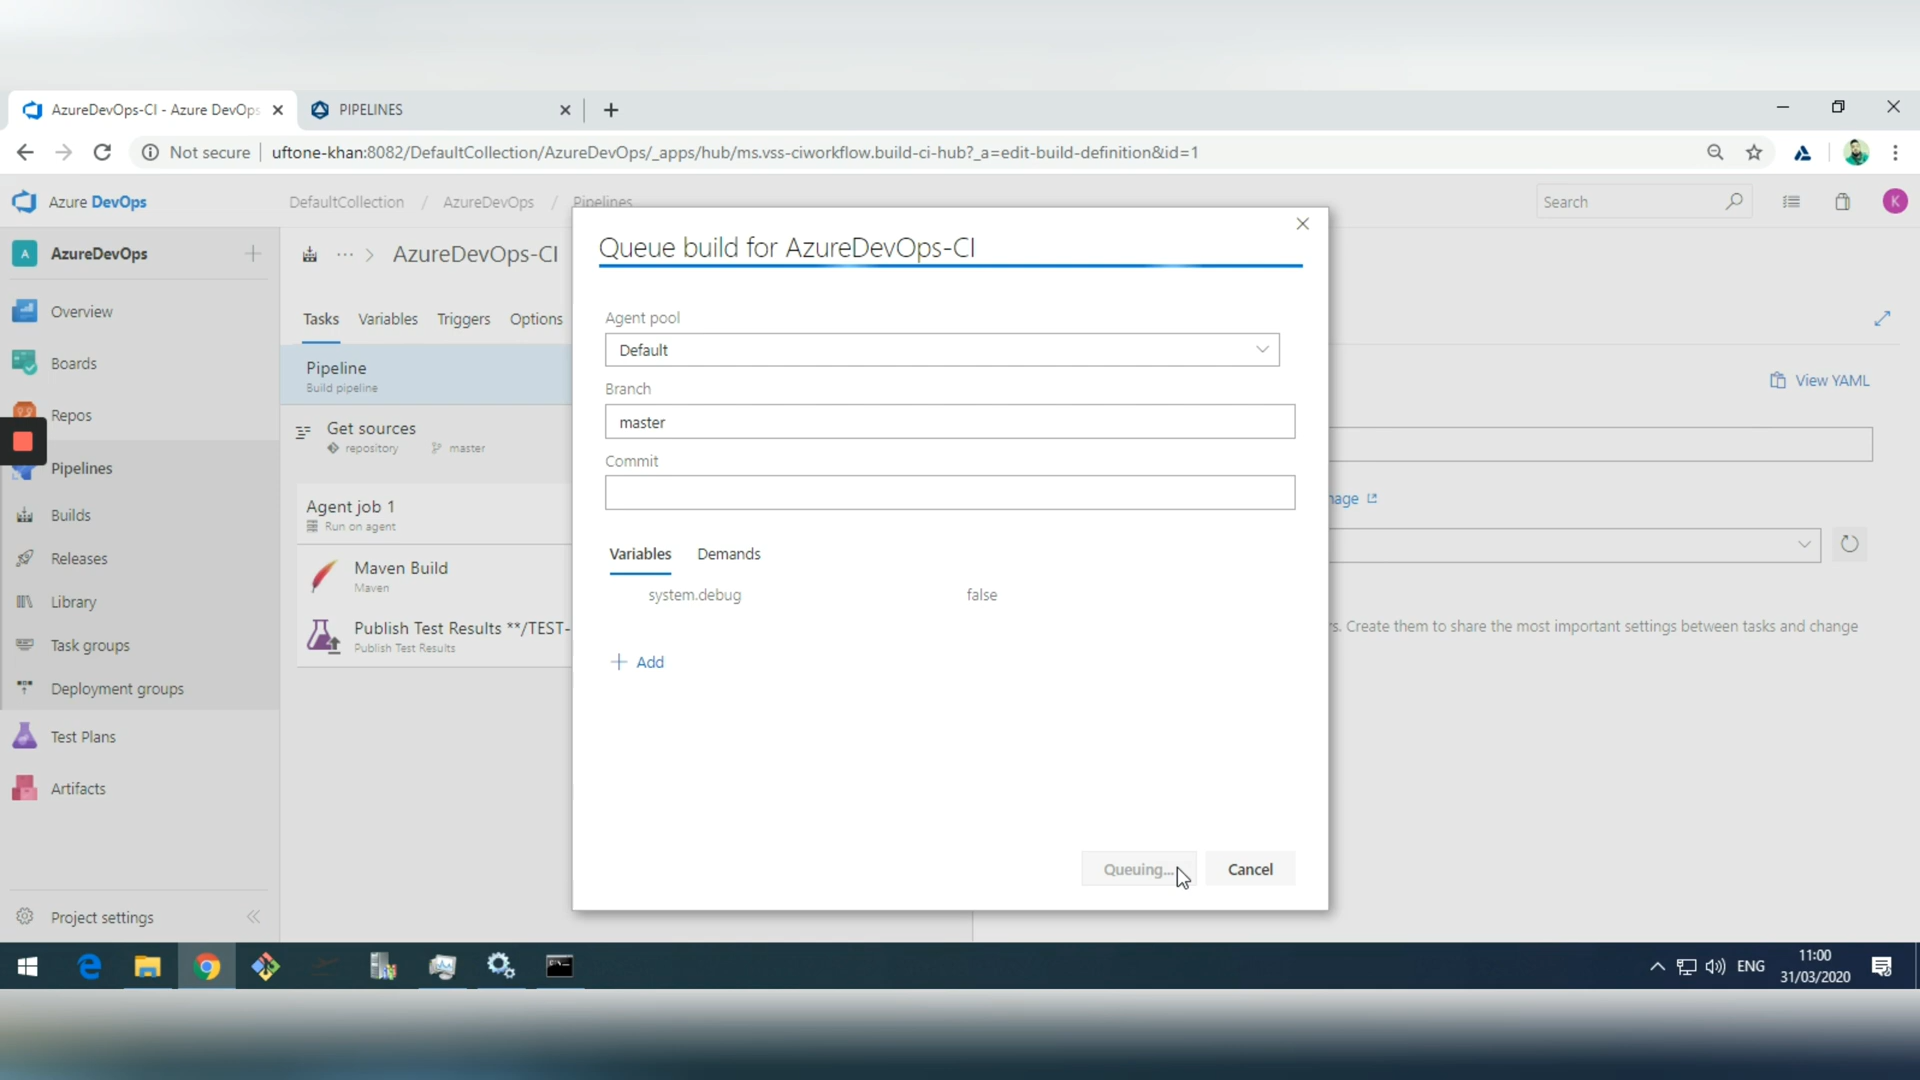 AzureDevOps-CI - Azure DevOps
PIPELINES
Not secure
uftone-khan:8082/DefaultCollection/AzureDevOps/_apps/hub/ms.vss-ciworkflow.build-ci-hub?_a=edit-build-definition&id=1
Azure DevOps
DefaultCollection / AzureDevOps / Pipelines
Search
K
A
AzureDevOps
Overview
Boards
Repos
Pipelines
Builds
Releases
Library
Task groups
Deployment groups
Test Plans
Artifacts
Project settings
··· > AzureDevOps-CI
Tasks Variables Triggers Options
Pipeline
Build pipeline
Get sources
repository master
Agent job 1
Run on agent
Maven Build
Maven
Publish Test Results **/TEST-
Publish Test Results
Queue build for AzureDevOps-CI
Agent pool
Default
Branch
master
Commit
Variables Demands
system.debug false
+ Add
Queuing...
Cancel
View YAML
s. Create them to share the most important settings between tasks and change
ENG
11:00
31/03/2020